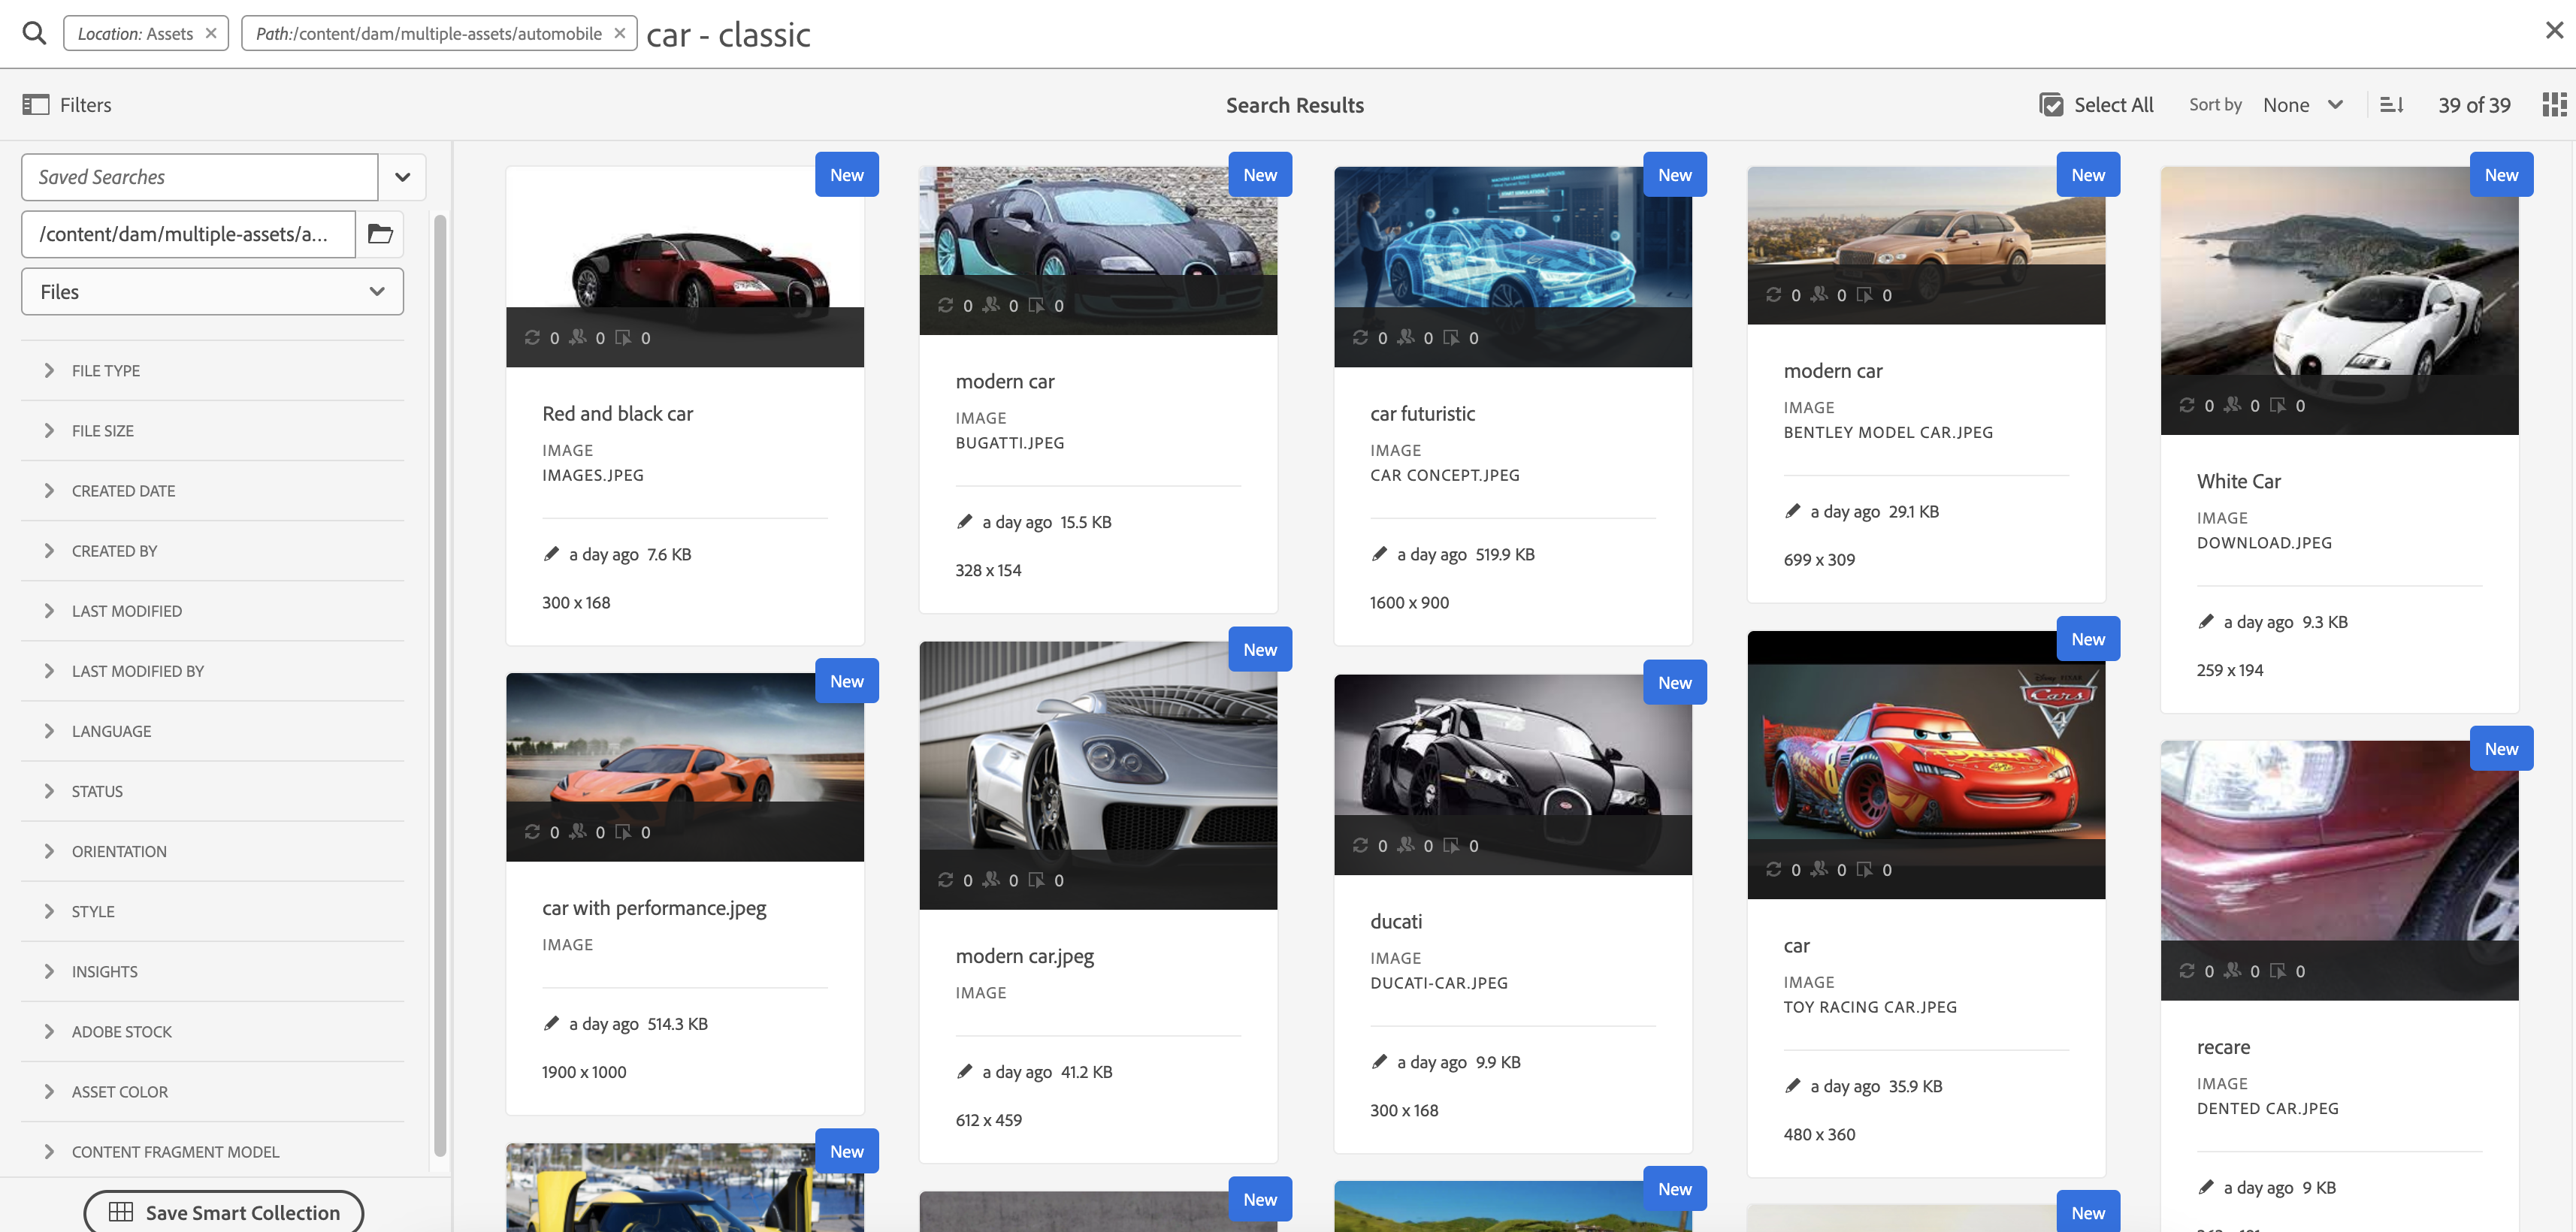 Location: Assets ×
Path:/content/dam/multiple-assets/automobile ×
car - classic
Filters
Search Results
Select All
Sort by None
39 of 39
Saved Searches
/content/dam/multiple-assets/a...
Files
FILE TYPE
FILE SIZE
CREATED DATE
CREATED BY
LAST MODIFIED
LAST MODIFIED BY
LANGUAGE
STATUS
ORIENTATION
STYLE
INSIGHTS
ADOBE STOCK
ASSET COLOR
CONTENT FRAGMENT MODEL
Save Smart Collection
New
0 0 0
Red and black car
IMAGE
IMAGES.JPEG
a day ago 7.6 KB
300 x 168
New
0 0 0
modern car
IMAGE
BUGATTI.JPEG
a day ago 15.5 KB
328 x 154
New
0 0 0
car futuristic
IMAGE
CAR CONCEPT.JPEG
a day ago 519.9 KB
1600 x 900
New
0 0 0
modern car
IMAGE
BENTLEY MODEL CAR.JPEG
a day ago 29.1 KB
699 x 309
New
0 0 0
White Car
IMAGE
DOWNLOAD.JPEG
a day ago 9.3 KB
259 x 194
New
0 0 0
car with performance.jpeg
IMAGE
a day ago 514.3 KB
1900 x 1000
New
0 0 0
modern car.jpeg
IMAGE
a day ago 41.2 KB
612 x 459
New
0 0 0
ducati
IMAGE
DUCATI-CAR.JPEG
a day ago 9.9 KB
300 x 168
New
Cars
4
0 0 0
car
IMAGE
TOY RACING CAR.JPEG
a day ago 35.9 KB
480 x 360
New
0 0 0
recare
IMAGE
DENTED CAR.JPEG
a day ago 9 KB
New
New
New
New